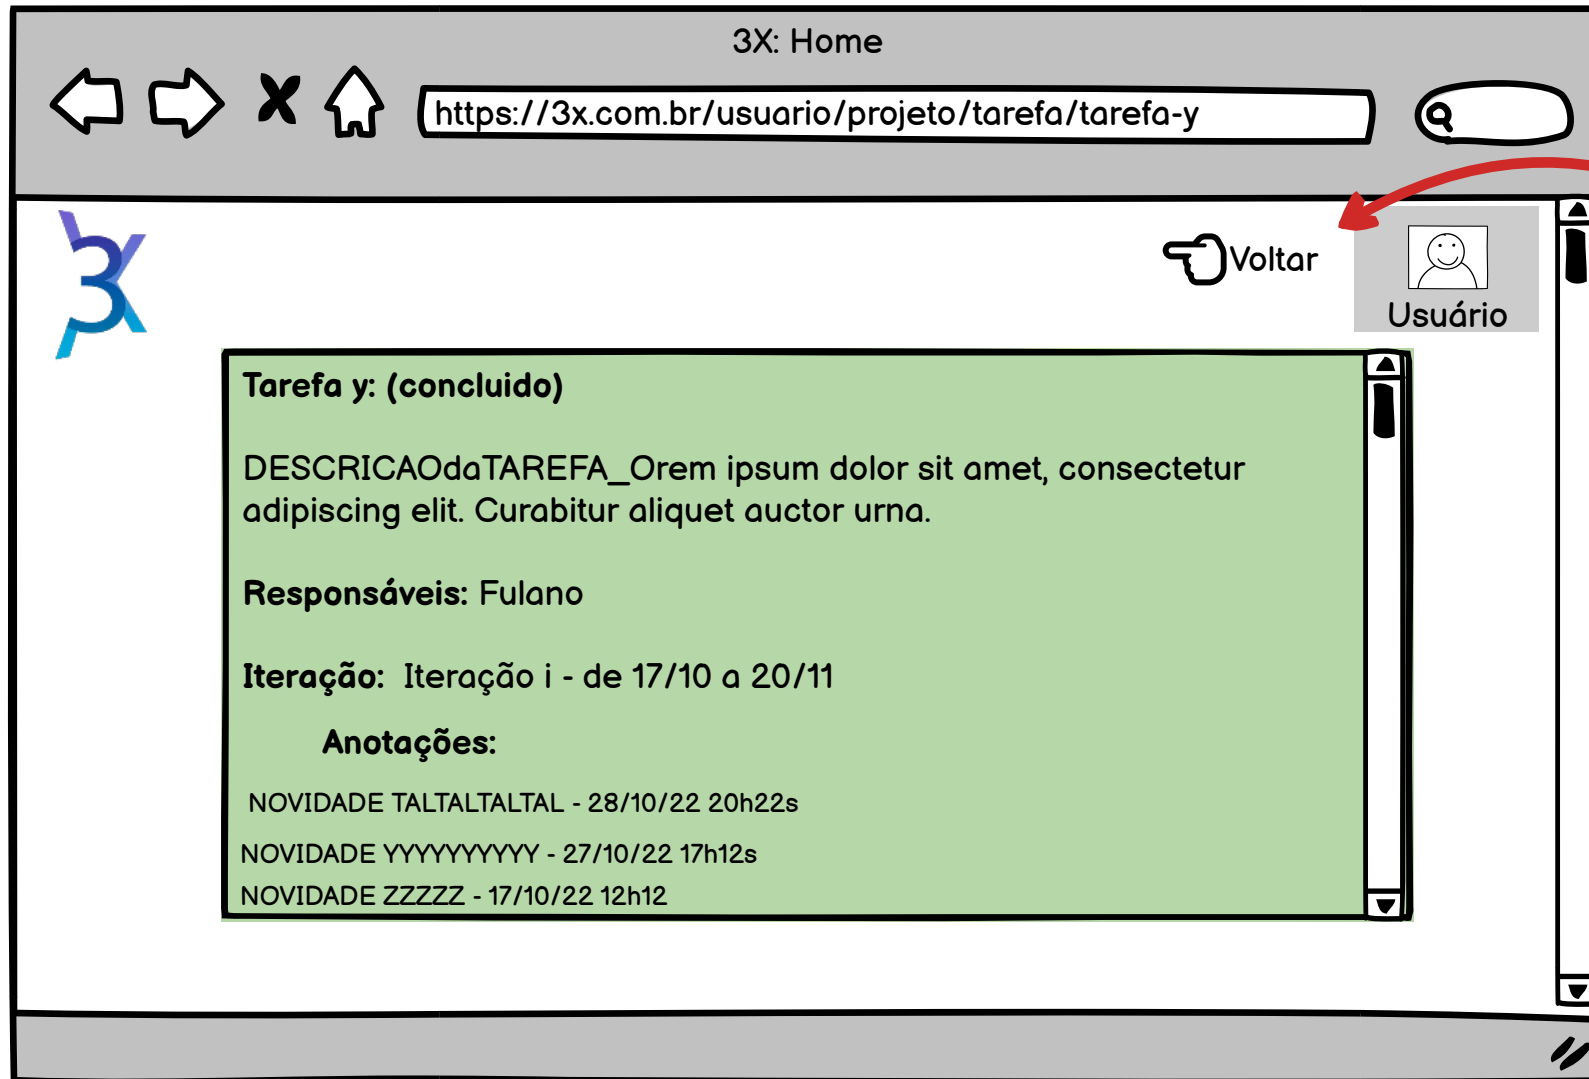 3X: Home
https://3x.com.br/usuario/projeto/tarefa/tarefa-y
3X
Voltar
Usuário
Tarefa y: (concluido)
DESCRICAOdaTAREFA_Orem ipsum dolor sit amet, consectetur
adipiscing elit. Curabitur aliquet auctor urna.
Responsáveis: Fulano
Iteração: Iteração i - de 17/10 a 20/11
Anotações:
NOVIDADE TALTALTALTAL - 28/10/22 20h22s
NOVIDADE YYYYYYYYYY - 27/10/22 17h12s
NOVIDADE ZZZZZ - 17/10/22 12h12